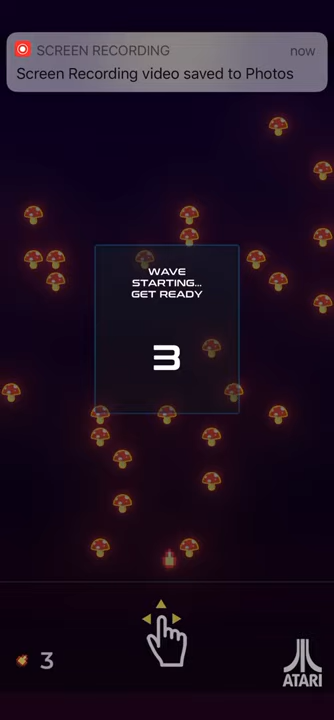 SCREEN RECORDING now
Screen Recording video saved to Photos
WAVE
STARTING...
GET READY
3
3
ATARI